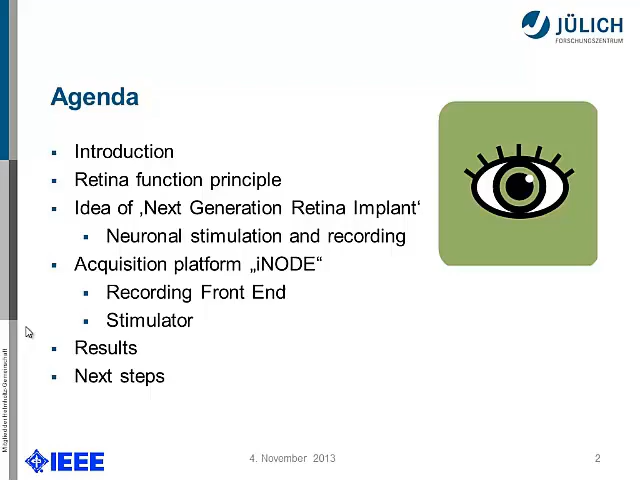 JÜLICH
FORSCHUNGSZENTRUM
Agenda
▪ Introduction
▪ Retina function principle
▪ Idea of ‚Next Generation Retina Implant‘
▪ Neuronal stimulation and recording
▪ Acquisition platform „iNODE“
▪ Recording Front End
▪ Stimulator
▪ Results
▪ Next steps
Mitglied der Helmholtz-Gemeinschaft
IEEE
4. November 2013
2